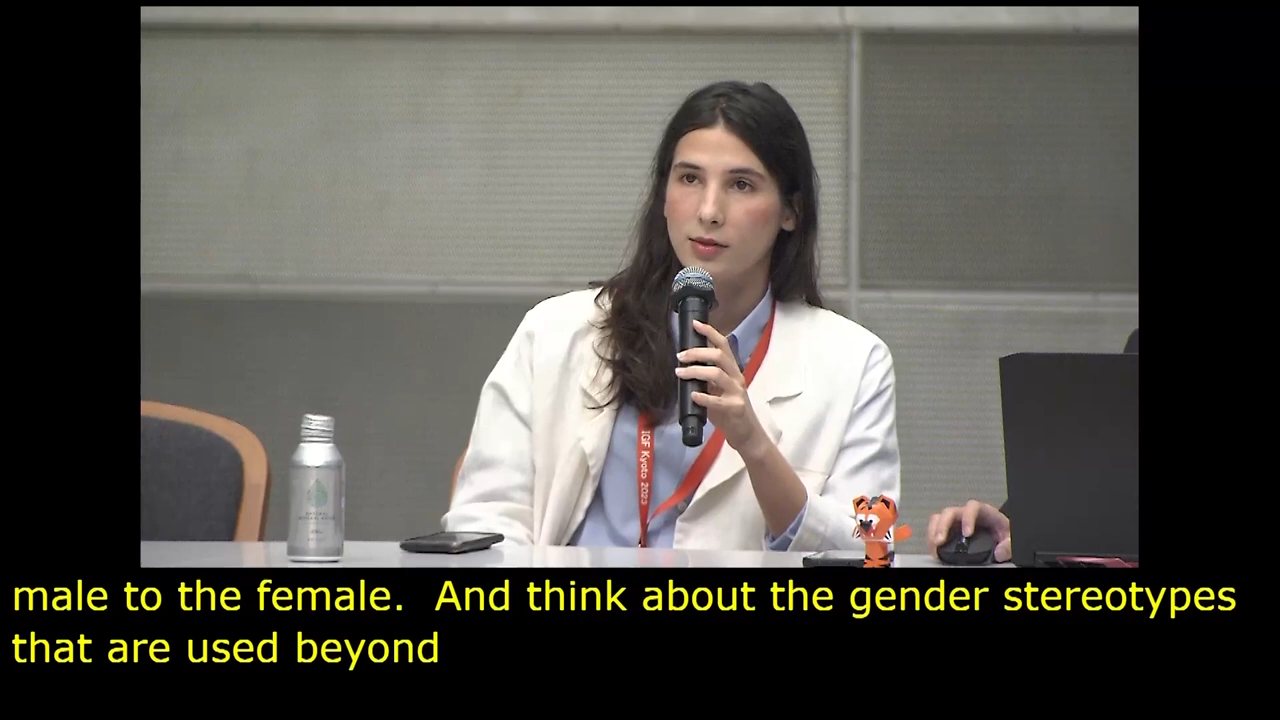 IGF Kyoto 2023
male to the female.  And think about the gender stereotypes
that are used beyond